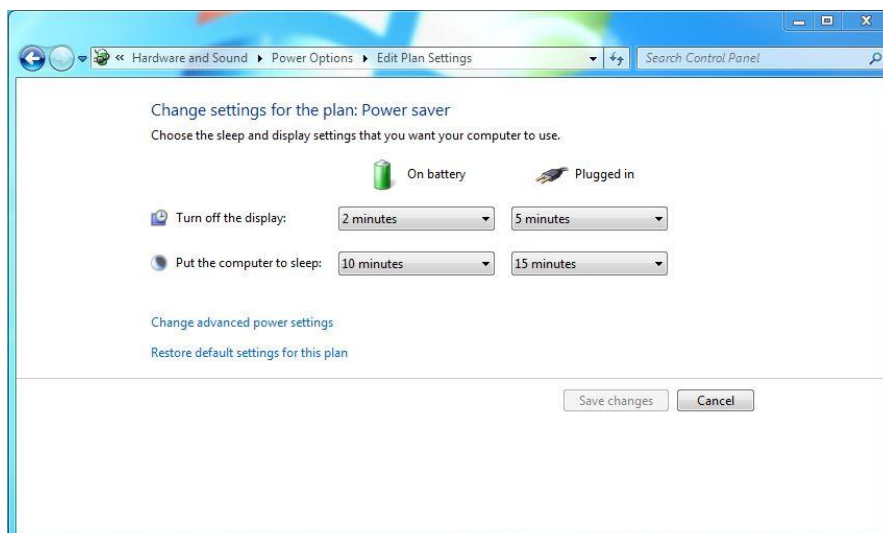 « Hardware and Sound ▸ Power Options ▸ Edit Plan Settings
Search Control Panel
Change settings for the plan: Power saver
Choose the sleep and display settings that you want your computer to use.
On battery Plugged in
Turn off the display: 2 minutes 5 minutes
Put the computer to sleep: 10 minutes 15 minutes
Change advanced power settings
Restore default settings for this plan
Save changes Cancel